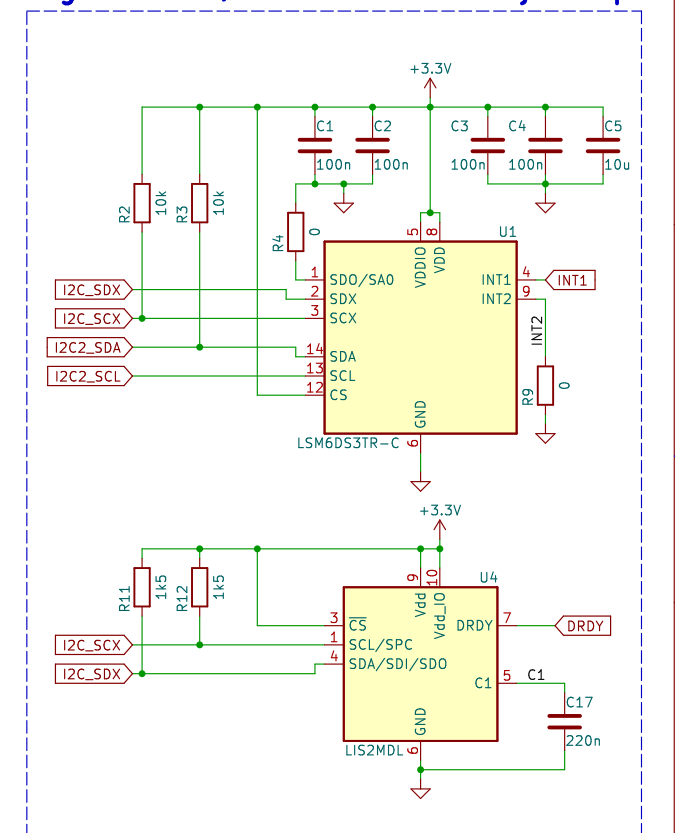 +3.3V
C1
C2
C3
C4
C5
100n
100n
100n
100n
10u
R2
10k
R3
10k
R4
0
U1
5
8
VDDIO
VDD
1
SDO/SA0
2
SDX
3
SCX
14
SDA
13
SCL
12
CS
INT1
4
INT1
INT2
9
INT2
R9
0
GND
6
LSM6DS3TR-C
I2C_SDX
I2C_SCX
I2C2_SDA
I2C2_SCL
+3.3V
R11
1k5
R12
1k5
U4
9
10
Vdd
Vdd_IO
3
CS
1
SCL/SPC
4
SDA/SDI/SDO
DRDY
7
DRDY
C1
5
C1
C17
220n
GND
6
LIS2MDL
I2C_SCX
I2C_SDX